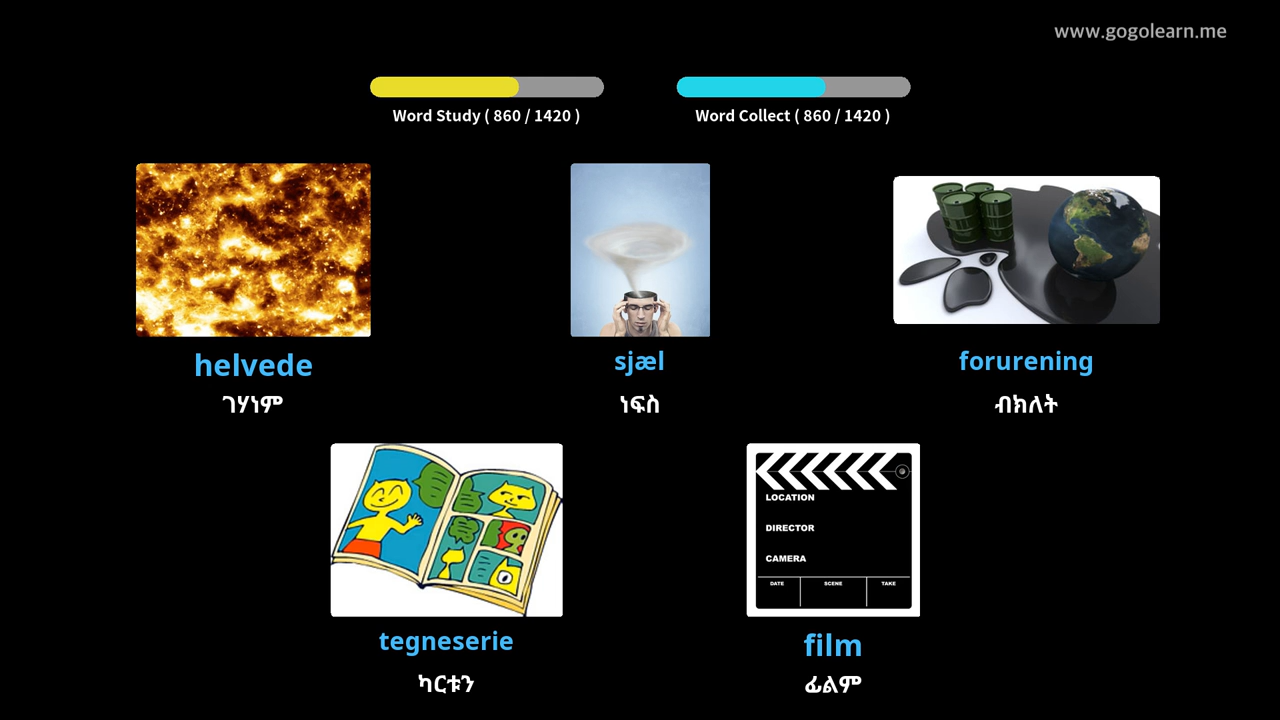 www.gogolearn.me
Word Study ( 860 / 1420 )
Word Collect ( 860 / 1420 )
helvede
ገሃነም
sjæl
ነፍስ
forurening
ብክለት
tegneserie
ካርቱን
LOCATION
DIRECTOR
CAMERA
DATE SCENE TAKE
film
ፊልም